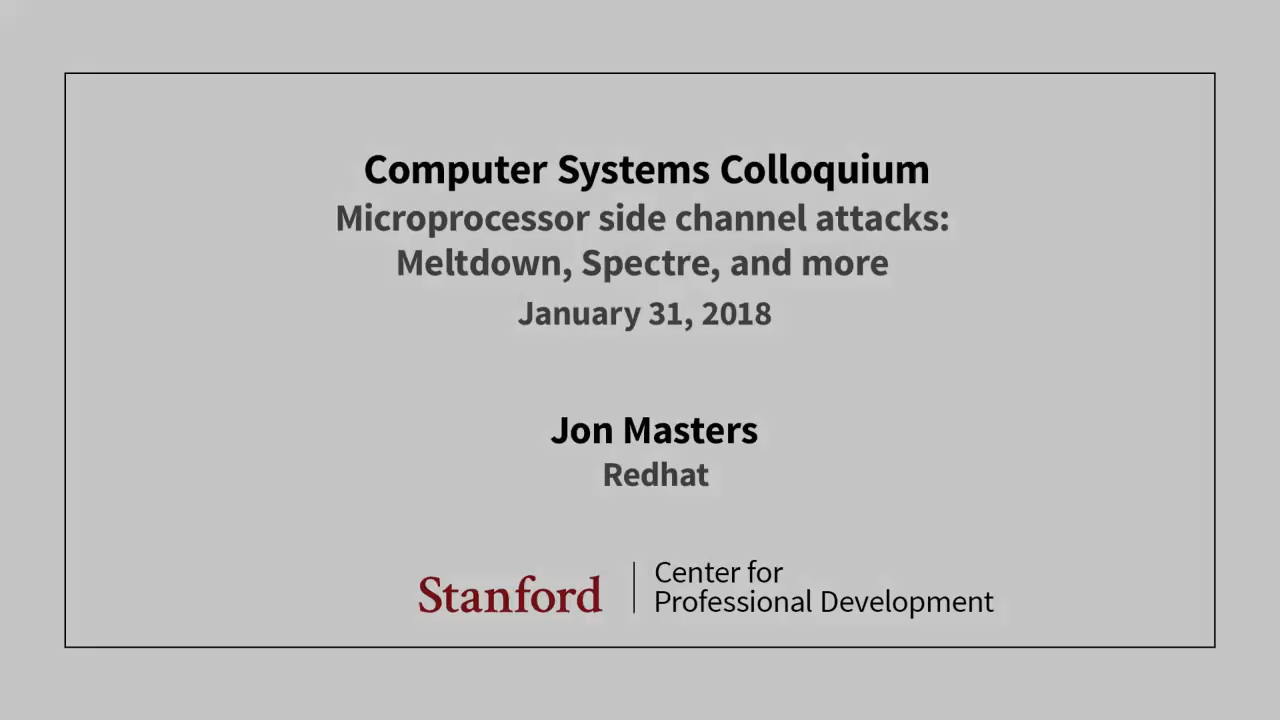 Computer Systems Colloquium
Microprocessor side channel attacks:
Meltdown, Spectre, and more
January 31, 2018
Jon Masters
Redhat
Stanford
Center for
Professional Development